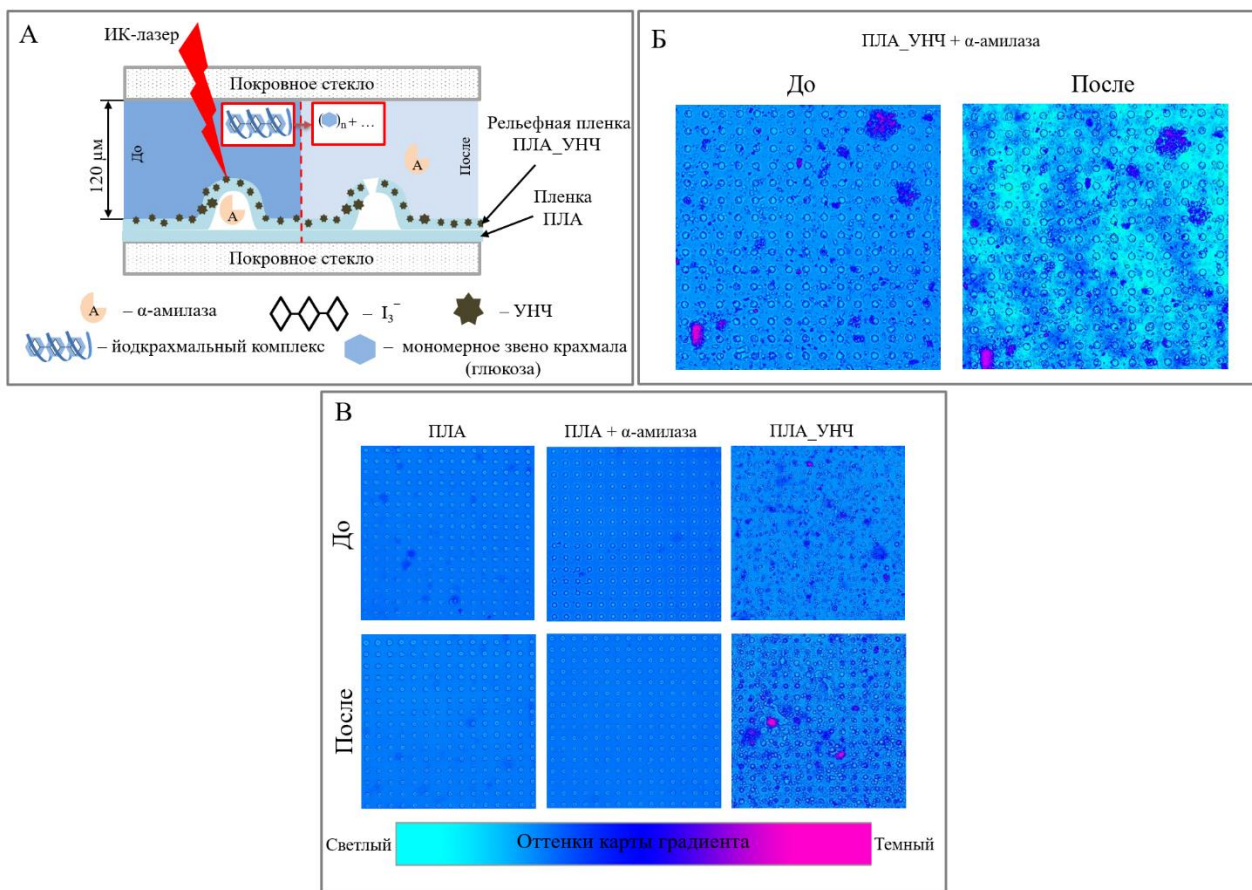 А
ИК-лазер
Покровное стекло
До
( )n + ...
После
120 µм
А
А
Рельефная пленка
ПЛА_УНЧ
Пленка
ПЛА
Покровное стекло
А – α-амилаза
– I₃⁻
– УНЧ
– йодкрахмальный комплекс
– мономерное звено крахмала
(глюкоза)
Б
ПЛА_УНЧ + α-амилаза
До
После
В
ПЛА
ПЛА + α-амилаза
ПЛА_УНЧ
До
После
Светлый
Оттенки карты градиента
Темный